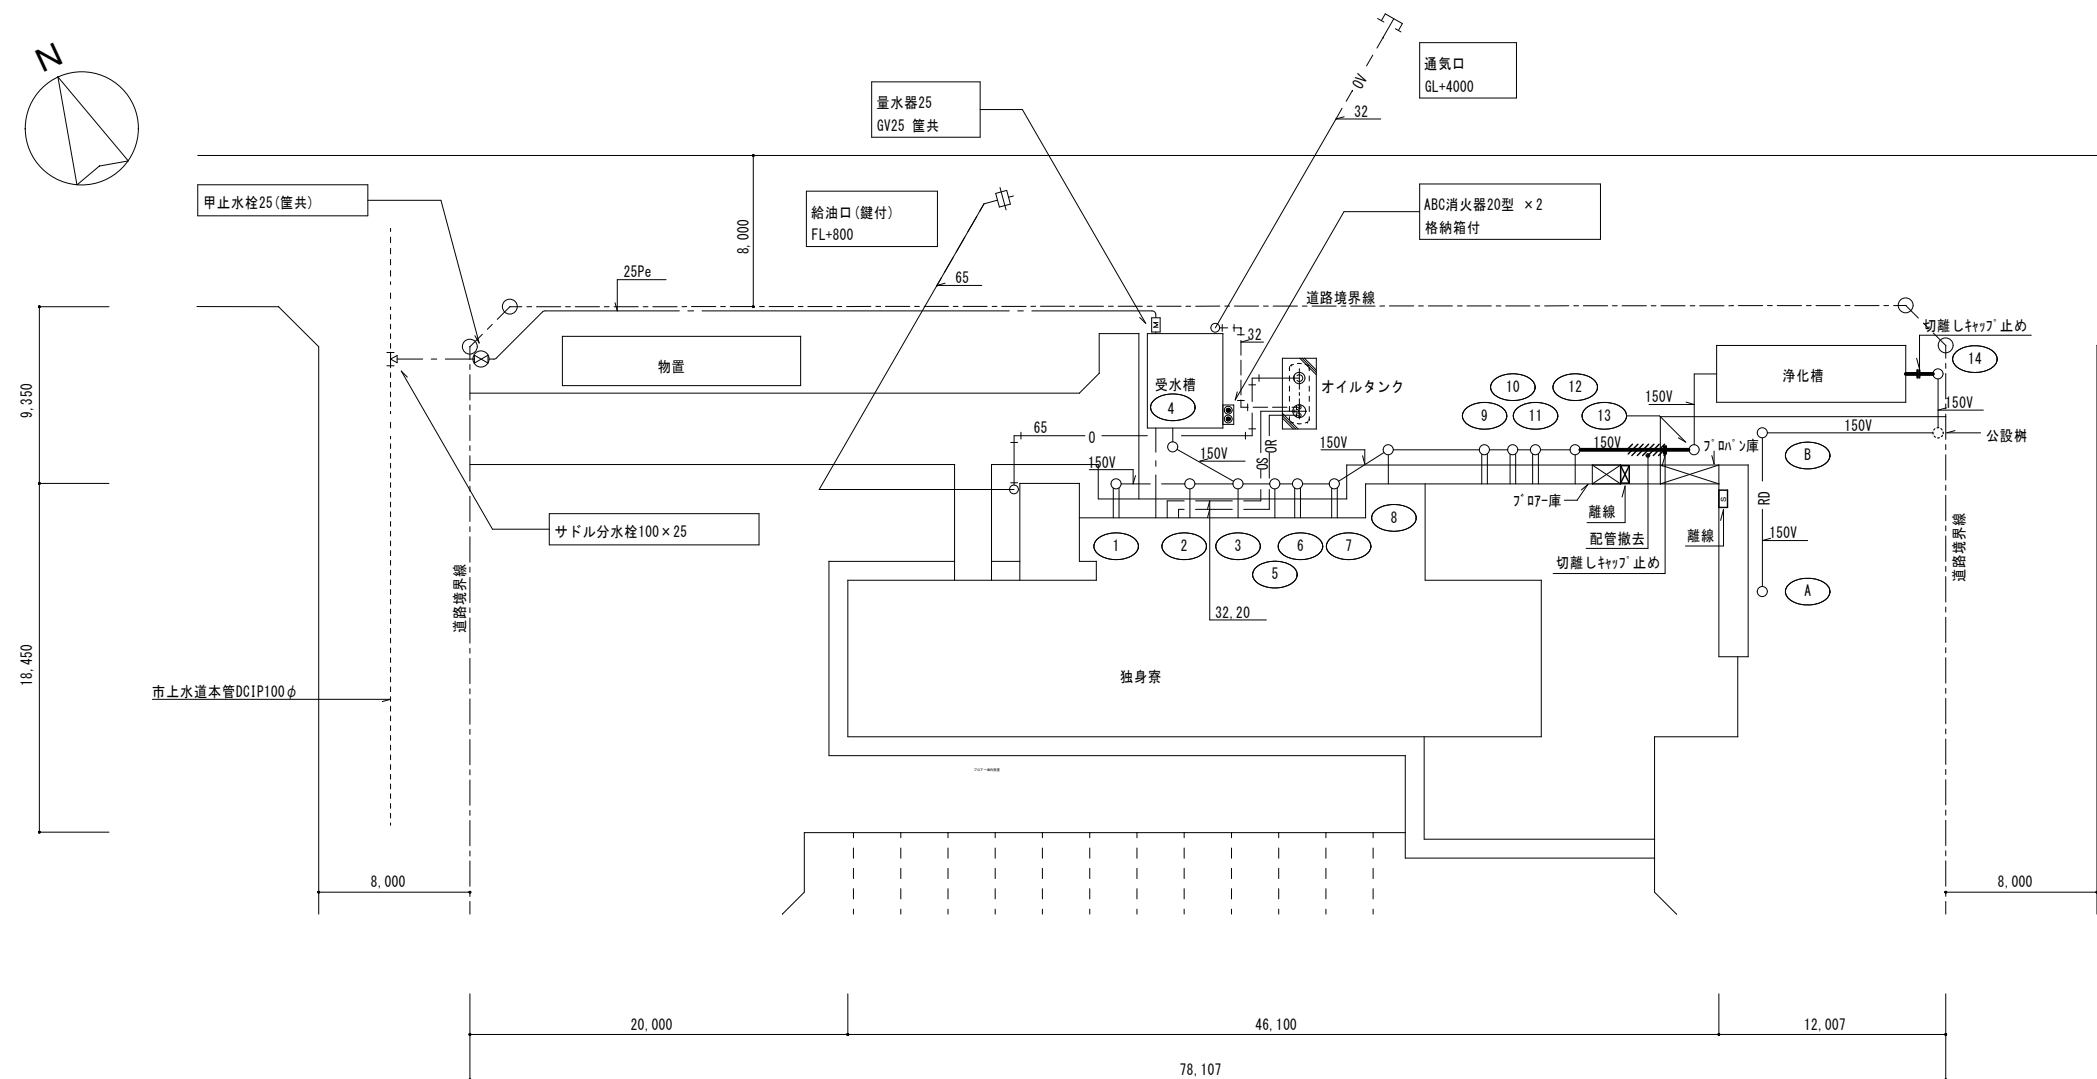 N
通気口
GL+4000
OV
32
量水器25
GV25 筐共
甲止水栓25(筐共)
給油口(鍵付)
FL+800
ABC消火器20型 ×2
格納箱付
8,000
25Pe
65
道路境界線
切離しｷｬｯﾌﾟ止め
14
M
32
物置
受水槽
4
オイルタンク
浄化槽
9,350
10
12
9
11
13
150V
150V
150V
公設桝
65
O
150V
150V
150V
ﾌﾟﾛﾊﾟﾝ庫
B
OS
OR
150V
ﾌﾞﾛｱｰ庫
離線
S
RD
サドル分水栓100×25
8
配管撤去
離線
150V
1
2
3
6
7
5
切離しｷｬｯﾌﾟ止め
A
道路境界線
道路境界線
32,20
独身寮
18,450
市上水道本管DCIP100φ
8,000
8,000
20,000
46,100
12,007
78,107